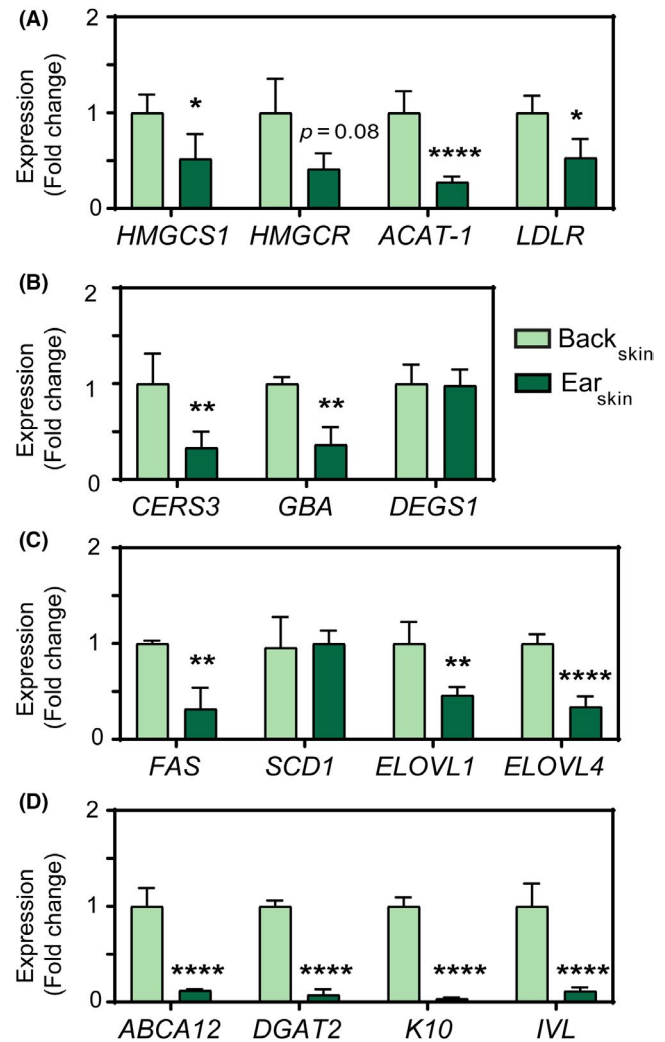 (A)
Expression
(Fold change)
2
1
0
*
p = 0.08
****
*
HMGCS1 HMGCR ACAT-1 LDLR
(B)
Expression
(Fold change)
2
1
0
**
**
CERS3 GBA DEGS1
Back skin
Ear skin
(C)
Expression
(Fold change)
2
1
0
**
**
****
FAS SCD1 ELOVL1 ELOVL4
(D)
Expression
(Fold change)
2
1
0
****
****
****
****
ABCA12 DGAT2 K10 IVL